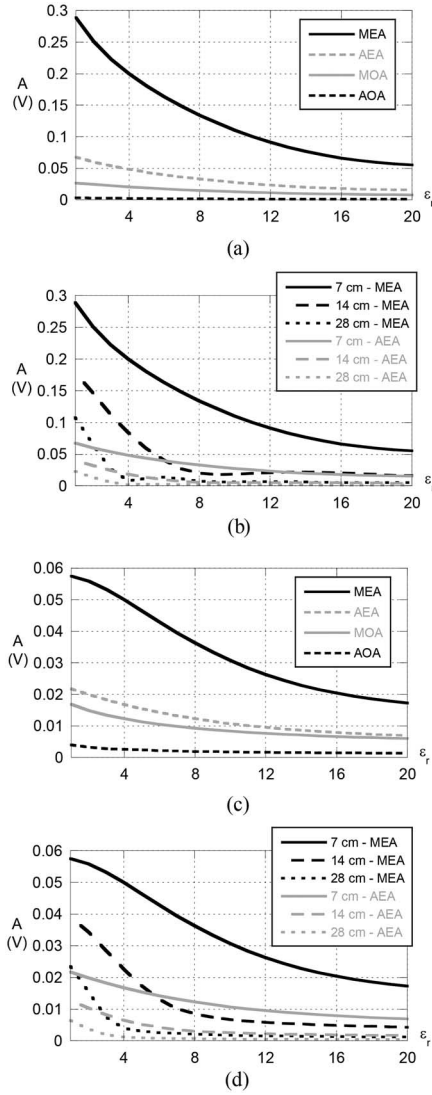 0.3
MEA
0.25
AEA
MOA
A
0.2
AOA
(V)
0.15
0.1
0.05
0
4 8 12 16 20
(a)
7 cm - MEA
14 cm - MEA
0.3
28 cm - MEA
7 cm - AEA
0.25
14 cm - AEA
A
0.2
28 cm - AEA
(V)
0.15
0.1
0.05
0
4 8 12 16 20
(b)
0.06
MEA
0.05
AEA
A
MOA
(V)
0.04
AOA
0.03
0.02
0.01
0
4 8 12 16 20 εr
(c)
7 cm - MEA
14 cm - MEA
28 cm - MEA
0.06
7 cm - AEA
0.05
14 cm - AEA
A
28 cm - AEA
(V)
0.04
0.03
0.02
0.01
0
4 8 12 16 20 εr
(d)